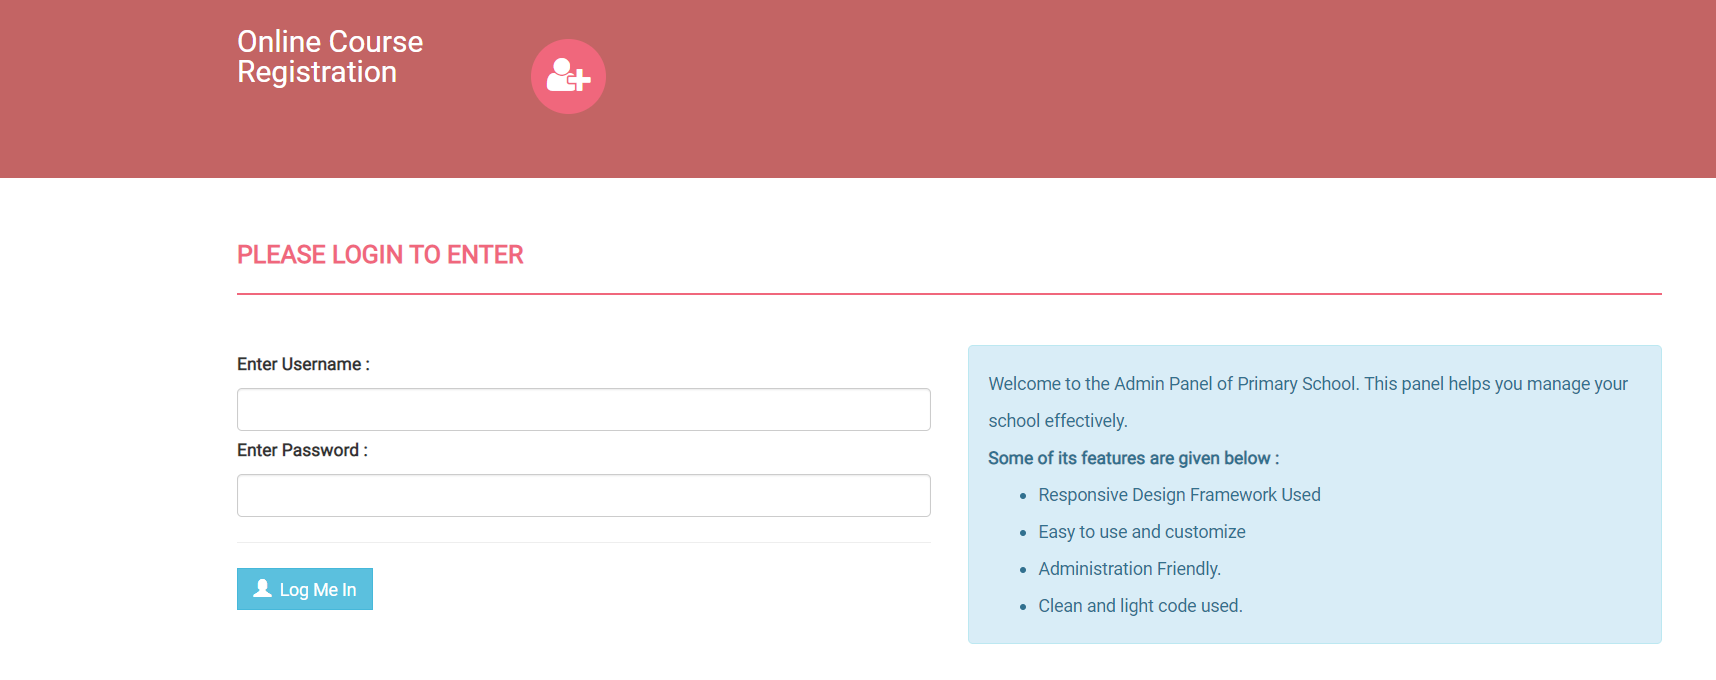 Online Course
Registration
PLEASE LOGIN TO ENTER
Enter Username :
Enter Password :
Log Me In
Welcome to the Admin Panel of Primary School. This panel helps you manage your
school effectively.
Some of its features are given below :
Responsive Design Framework Used
Easy to use and customize
Administration Friendly.
Clean and light code used.